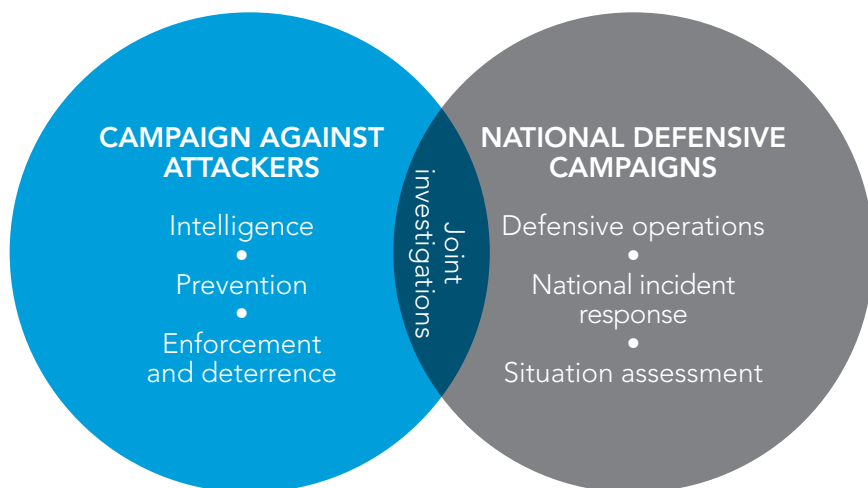 CAMPAIGN AGAINST
ATTACKERS
Intelligence
•
Prevention
•
Enforcement
and deterrence
Joint
investigations
NATIONAL DEFENSIVE
CAMPAIGNS
Defensive operations
•
National incident
response
•
Situation assessment